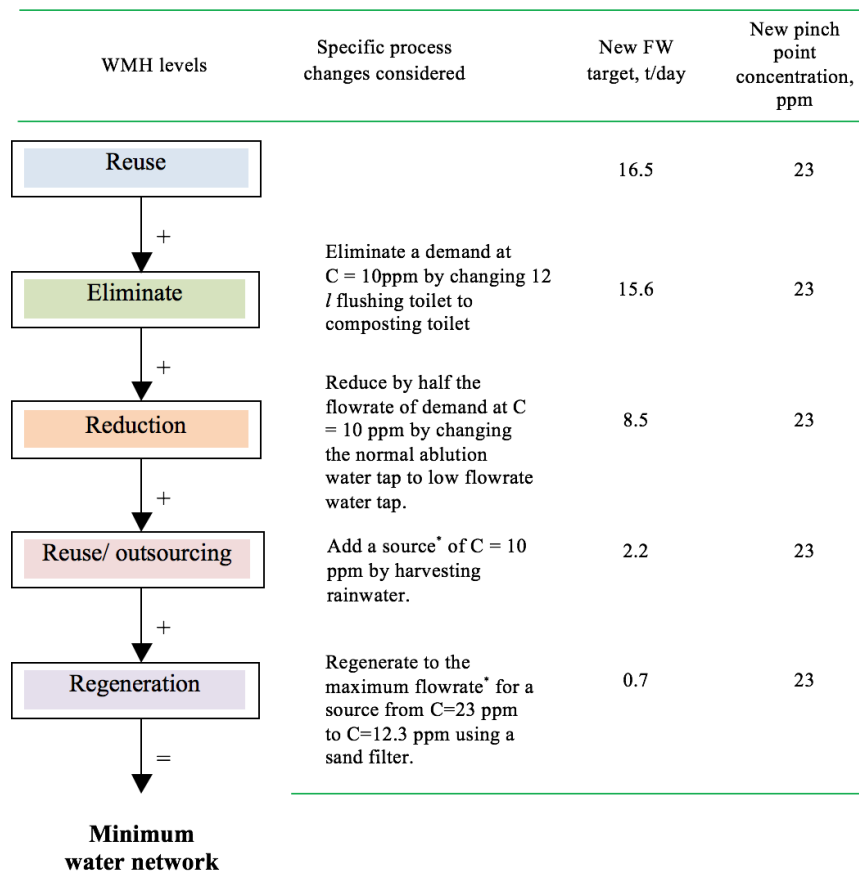 WMH levels
Specific process
changes considered
New FW
target, t/day
New pinch
point
concentration,
ppm
Reuse
16.5
23
+
Eliminate
Eliminate a demand at
C = 10ppm by changing 12
l flushing toilet to
composting toilet
15.6
23
+
Reduction
Reduce by half the
flowrate of demand at C
= 10 ppm by changing
the normal ablution
water tap to low flowrate
water tap.
8.5
23
+
Reuse/ outsourcing
Add a source* of C = 10
ppm by harvesting
rainwater.
2.2
23
+
Regeneration
Regenerate to the
maximum flowrate* for a
source from C=23 ppm
to C=12.3 ppm using a
sand filter.
0.7
23
=
Minimum
water network